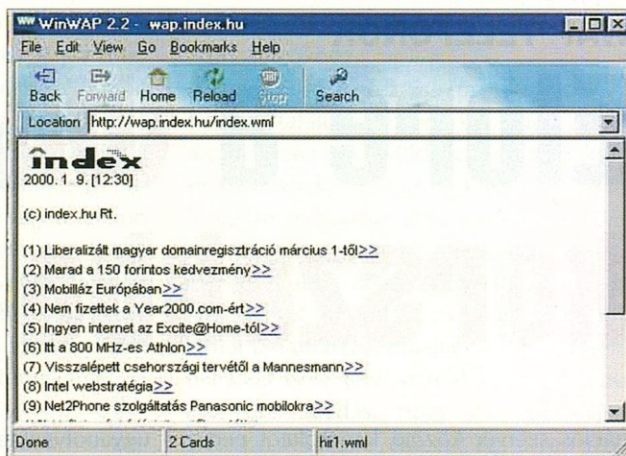 WinWAP 2.2 - wap.index.hu
File Edit View Go Bookmarks Help
Back Forward Home Reload Stop Search
Location http://wap.index.hu/index.wml
index
2000. 1. 9. [12:30]
(c) index.hu Rt.
(1) Liberalizált magyar domainregisztráció március 1-től>>
(2) Marad a 150 forintos kedvezmény>>
(3) Mobilláz Európában>>
(4) Nem fizettek a Year2000.com-ért>>
(5) Ingyen internet az Excite@Home-tól>>
(6) Itt a 800 MHz-es Athlon>>
(7) Visszalépett csehországi tervétől a Mannesmann>>
(8) Intel webstratégia>>
(9) Net2Phone szolgáltatás Panasonic mobilokra>>
Done 2 Cards hir1.wml